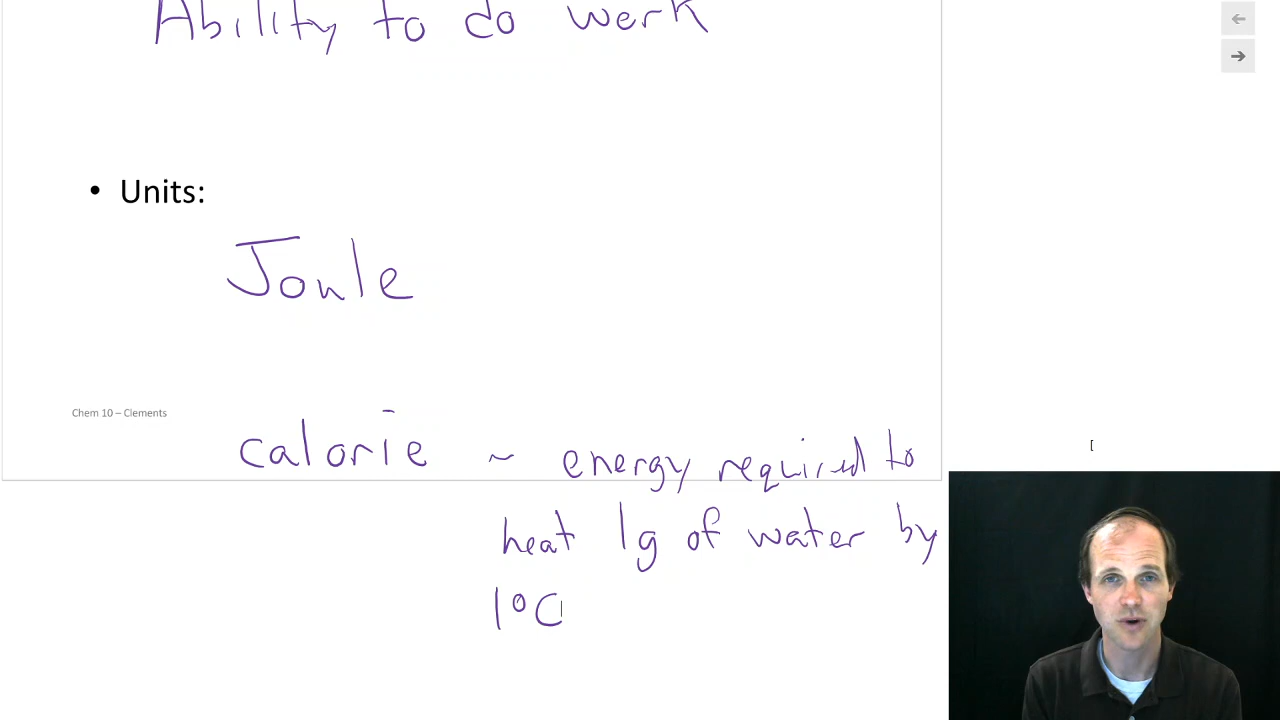 Ability to do work
• Units:
Joule
Chem 10 – Clements
calorie ~ energy required to
heat 1g of water by
1°C